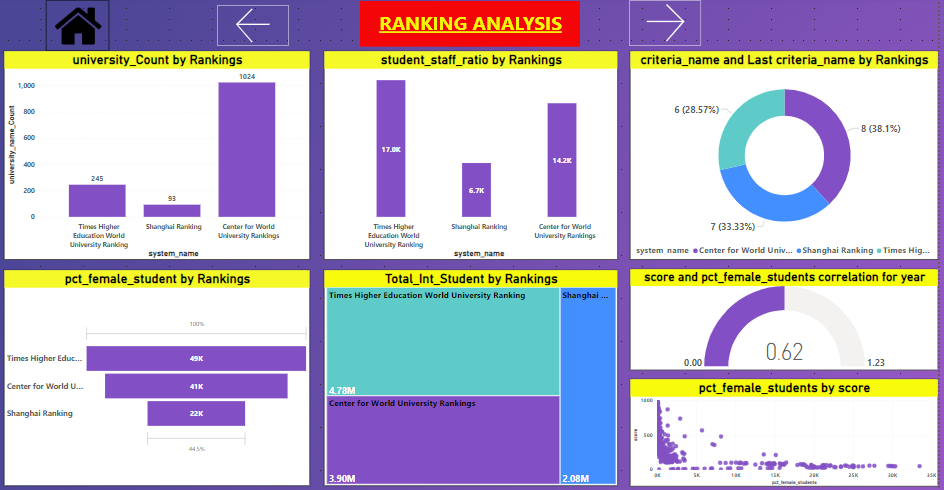 RANKING ANALYSIS
university_Count by Rankings
1024
1,000
800
600
400
200
0
245
93
university_name_Count
Times Higher
Education World
University Ranking
Shanghai Ranking
Center for World
University Rankings
system_name
student_staff_ratio by Rankings
17.0K
6.7K
14.2K
Times Higher
Education World
University Ranking
Shanghai Ranking
Center for World
University Rankings
system_name
criteria_name and Last criteria_name by Rankings
6 (28.57%)
8 (38.1%)
7 (33.33%)
system_name Center for World Univ... Shanghai Ranking Times Hig...
pct_female_student by Rankings
100%
Times Higher Educ...
49K
Center for World U...
41K
Shanghai Ranking
22K
44.5%
Total_Int_Student by Rankings
Times Higher Education World University Ranking
4.78M
Center for World University Rankings
3.90M
Shanghai ...
2.08M
score and pct_female_students correlation for year
0.62
0.00
1.23
pct_female_students by score
1000
500
0
score
0K 5K 10K 15K 20K 25K 30K 35K
pct_female_students